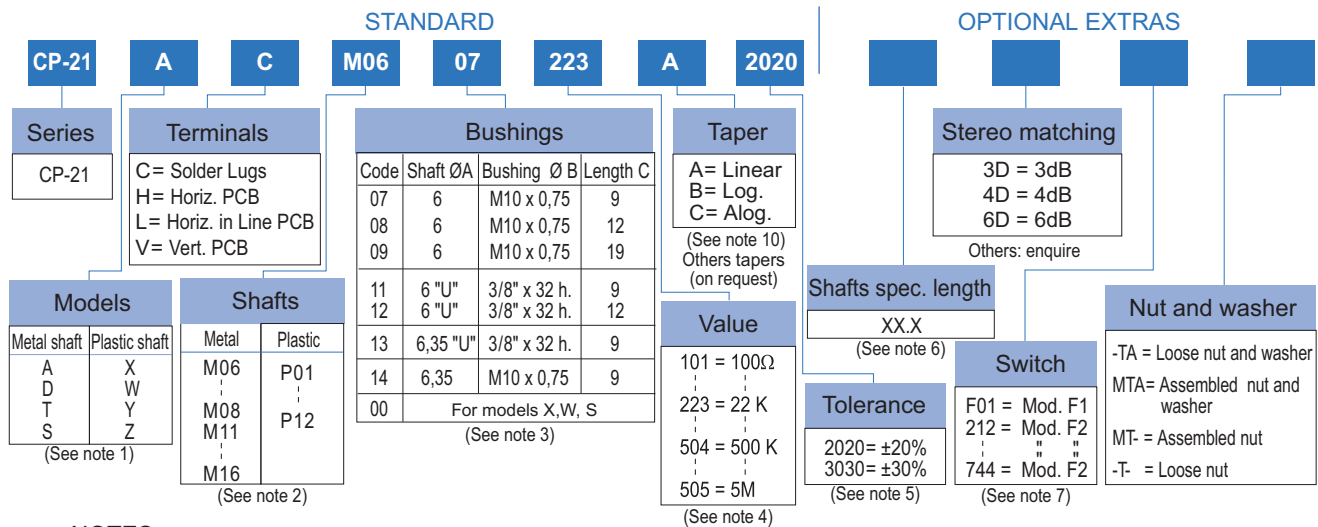 STANDARD
OPTIONAL EXTRAS
CP-21 A C M06 07 223 A 2020
Series
CP-21
Terminals
C= Solder Lugs
H= Horiz. PCB
L= Horiz. in Line PCB
V= Vert. PCB
Bushings
Code Shaft ØA Bushing Ø B Length C
07 6 M10 x 0,75 9
08 6 M10 x 0,75 12
09 6 M10 x 0,75 19
11 6 "U" 3/8" x 32 h. 9
12 6 "U" 3/8" x 32 h. 12
13 6,35 "U" 3/8" x 32 h. 9
14 6,35 M10 x 0,75 9
00 For models X,W, S
(See note 3)
Taper
A= Linear
B= Log.
C= Alog.
(See note 10)
Others tapers
(on request)
Stereo matching
3D = 3dB
4D = 4dB
6D = 6dB
Others: enquire
Models
Metal shaft Plastic shaft
A X
D W
T Y
S Z
(See note 1)
Shafts
Metal Plastic
M06 P01
M08 P12
M11
M16
(See note 2)
Value
101 = 100Ω
223 = 22 K
504 = 500 K
505 = 5M
(See note 4)
Shafts spec. length
XX.X
(See note 6)
Tolerance
2020= ±20%
3030= ±30%
(See note 5)
Switch
F01 = Mod. F1
212 = Mod. F2
" "
744 = Mod. F2
(See note 7)
Nut and washer
-TA = Loose nut and washer
MTA= Assembled nut and
washer
MT- = Assembled nut
-T- = Loose nut